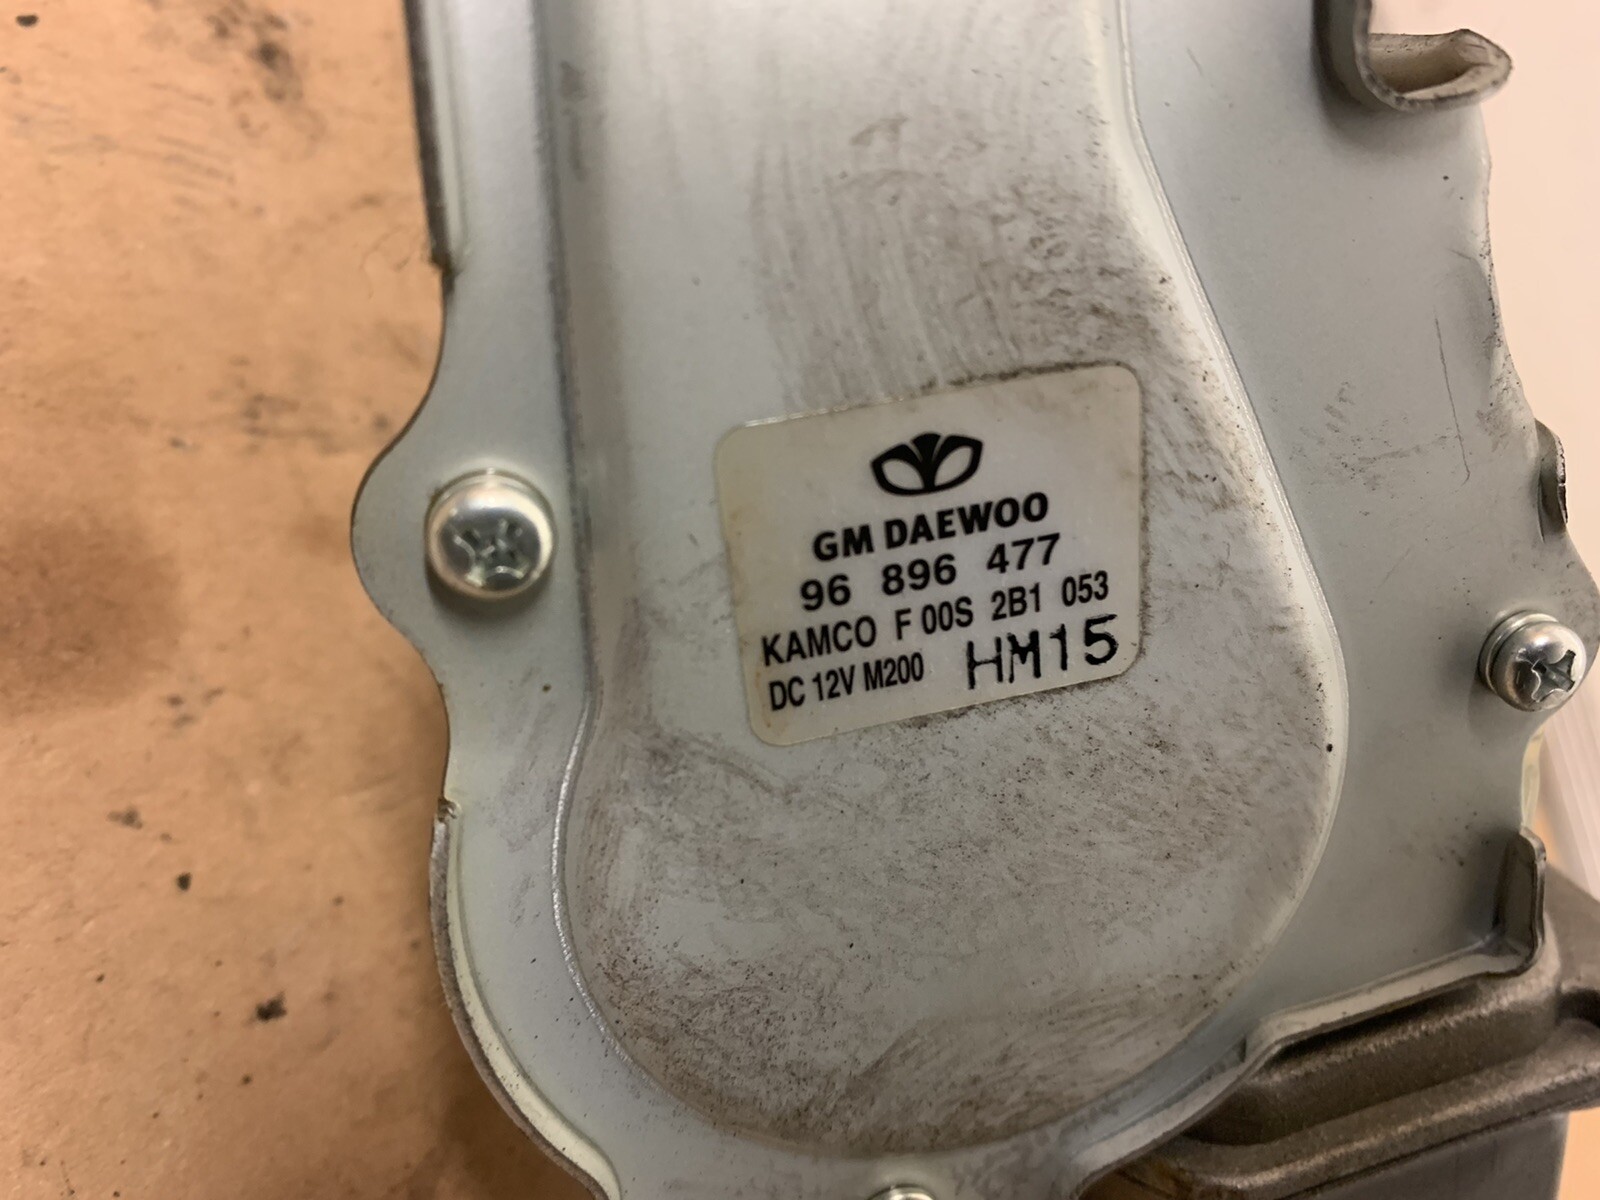 GM DAEWOO
96 896 477
KAMCO F 00S 2B1 053
DC 12V M200 HM15